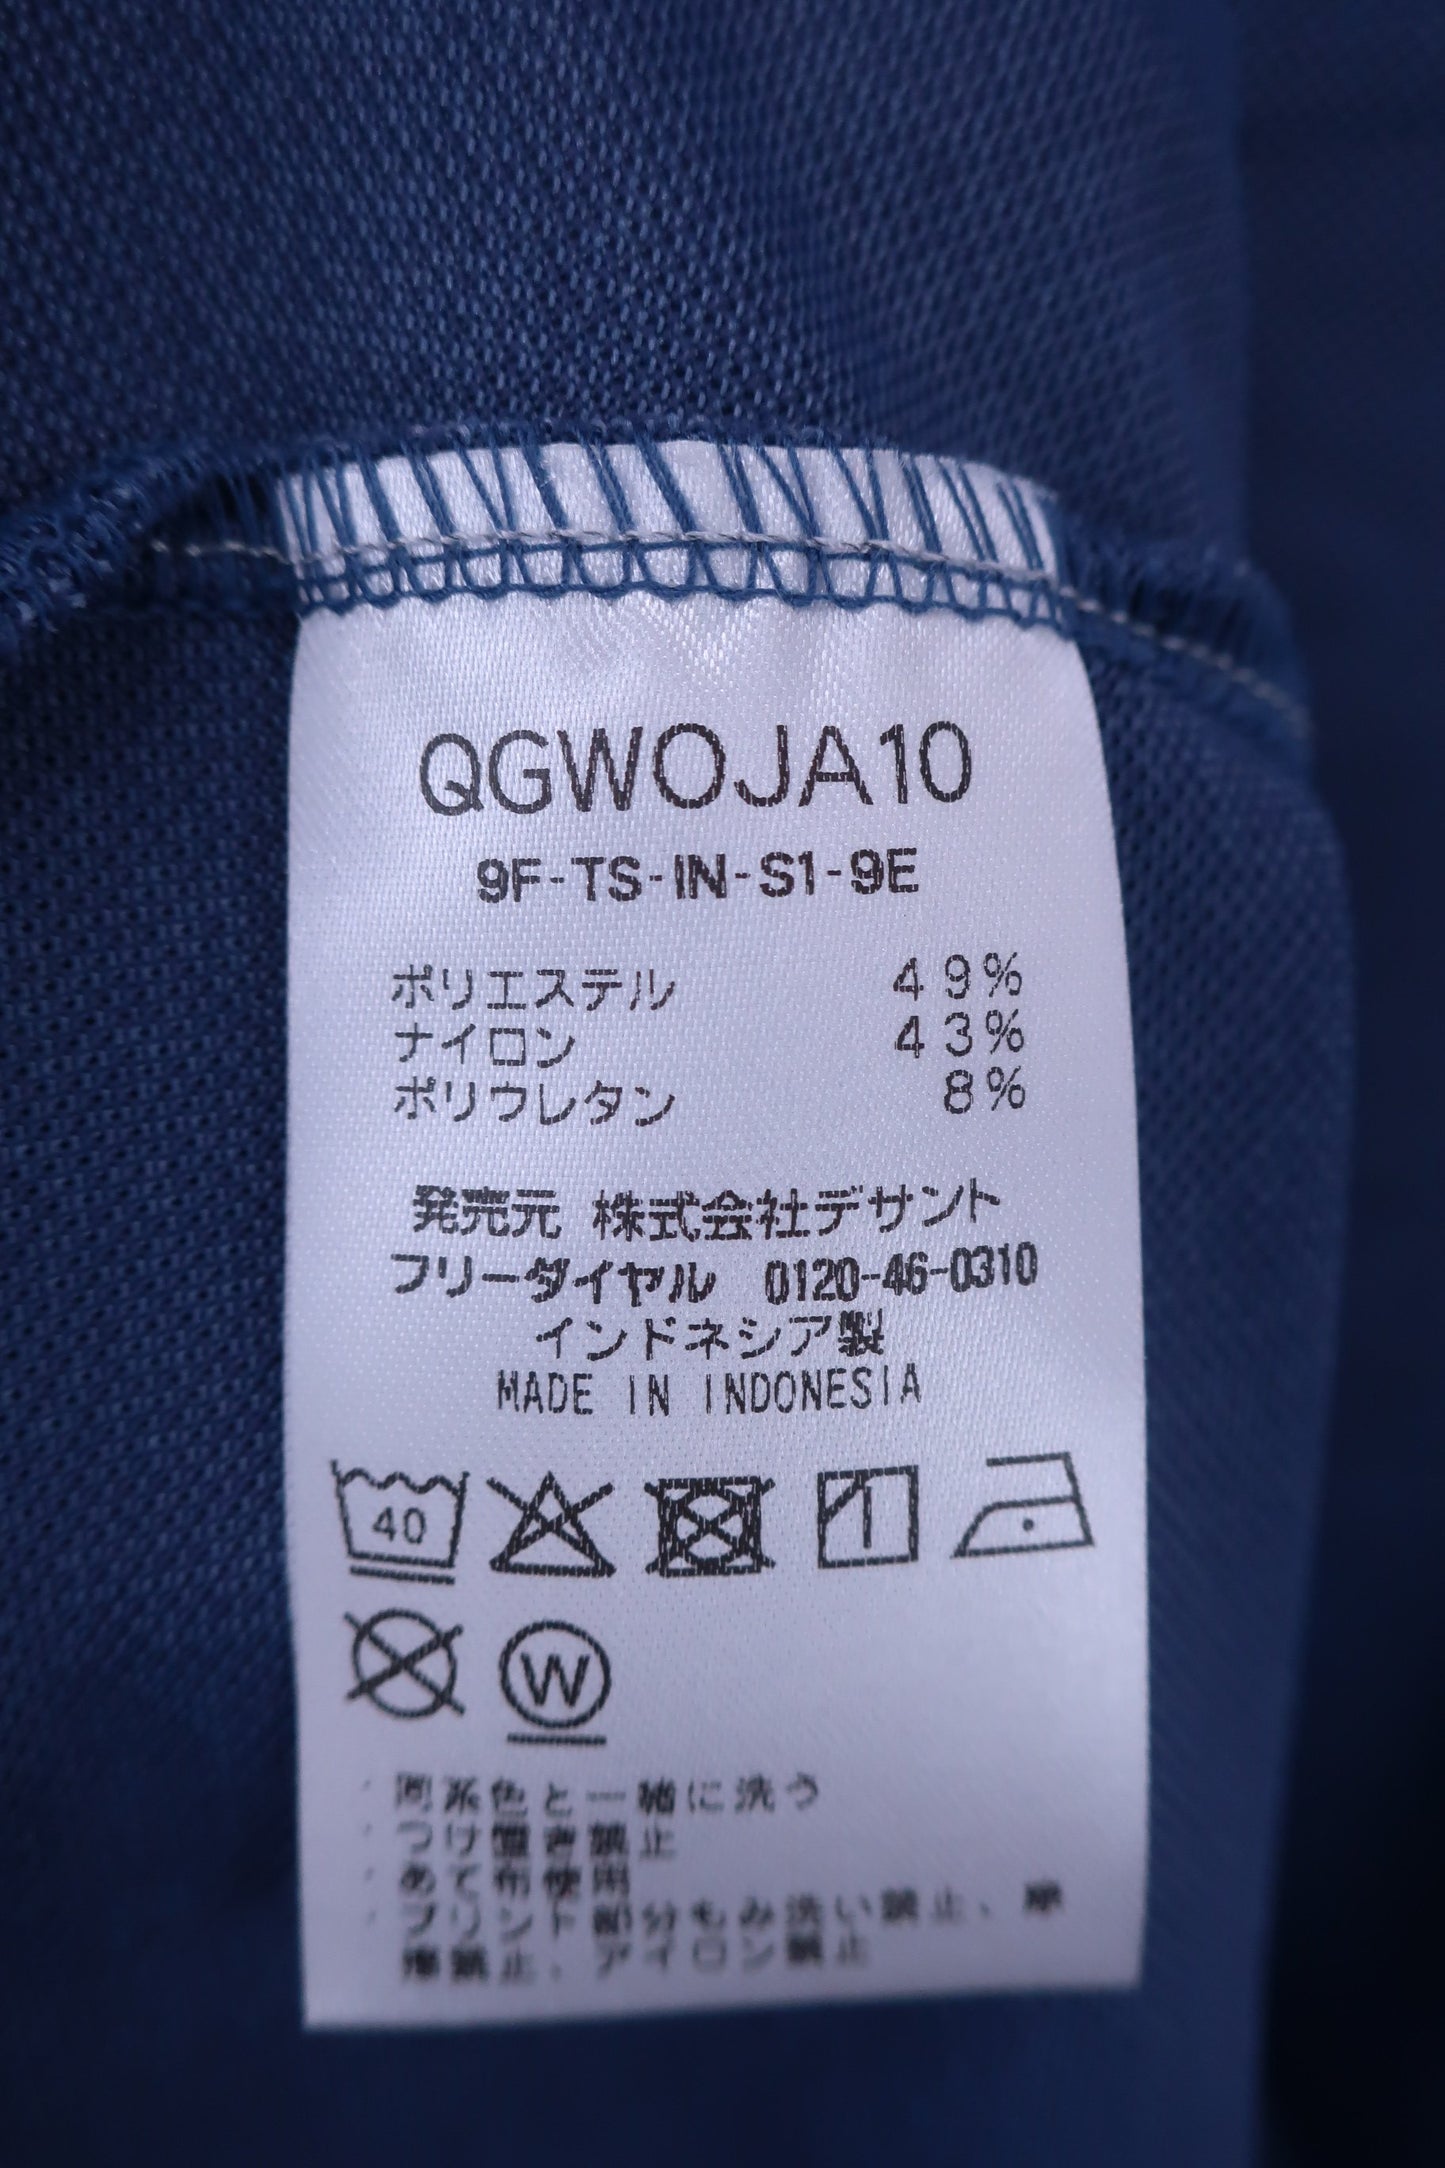 QGWOJA10
9F-TS-IN-S1-9E
ポリエステル 49%
ナイロン 43%
ポリウレタン 8%
発売元 株式会社デサント
フリーダイヤル 0120-46-0310
インドネシア製
MADE IN INDONESIA
40
W
・同系色と一緒に洗う
・つけ置き禁止
・あて布使用
・プリント部分もみ洗い禁止、摩
擦禁止、アイロン禁止